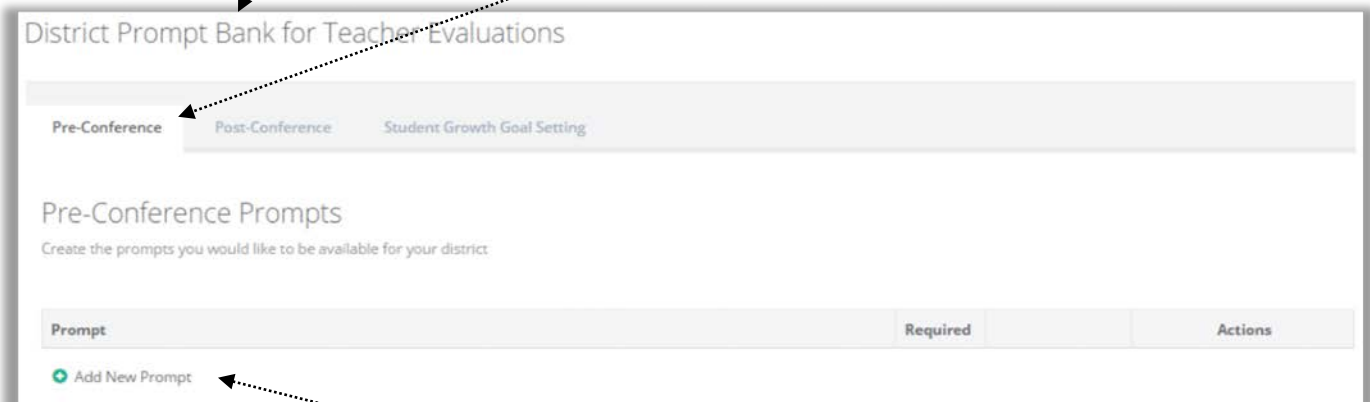 District Prompt Bank for Teacher Evaluations
Pre-Conference Post-Conference Student Growth Goal Setting
Pre-Conference Prompts
Create the prompts you would like to be available for your district
Prompt Required Actions
Add New Prompt